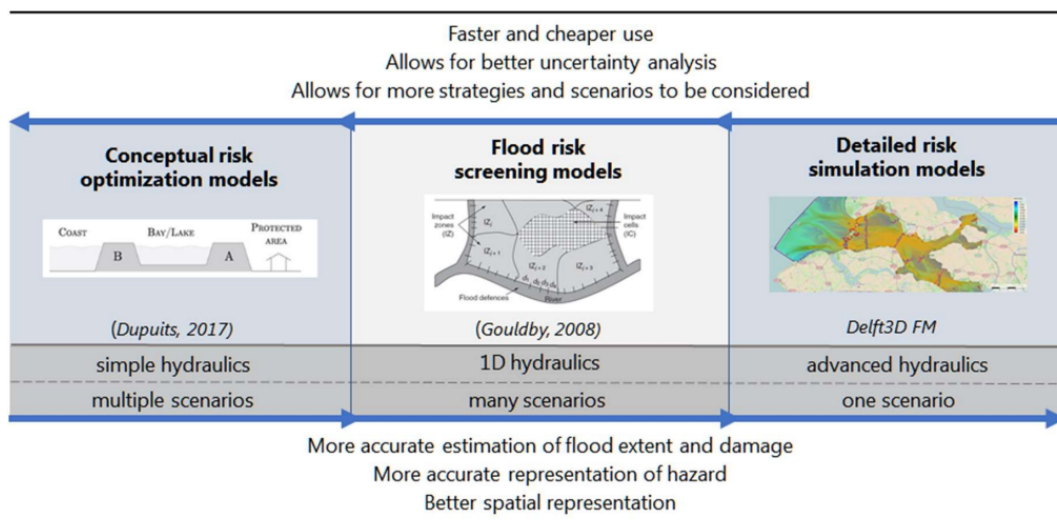 Faster and cheaper use
Allows for better uncertainty analysis
Allows for more strategies and scenarios to be considered
Conceptual risk
optimization models
COAST BAY/LAKE PROTECTED
AREA
B A
(Dupuits, 2017)
simple hydraulics
multiple scenarios
Flood risk
screening models
Impact
zones
(IZ)
Impact
cells
(IC)
Flood defences
River
(Gouldby, 2008)
1D hydraulics
many scenarios
Detailed risk
simulation models
Delft3D FM
advanced hydraulics
one scenario
More accurate estimation of flood extent and damage
More accurate representation of hazard
Better spatial representation